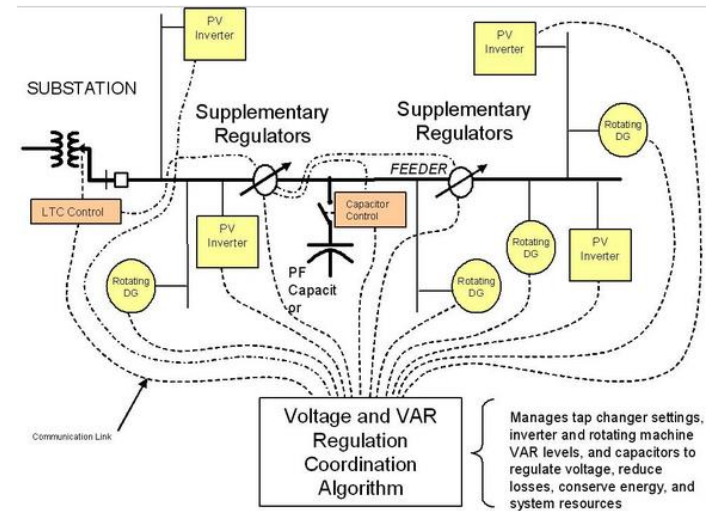 PV
Inverter
PV
Inverter
SUBSTATION
Supplementary
Regulators
Supplementary
Regulators
Rotating
DG
FEEDER
LTC Control
Capacitor
Control
PV
Inverter
Rotating
DG
PV
Inverter
Rotating
DG
PF
Capacit
or
Rotating
DG
Communication Link
Voltage and VAR
Regulation
Coordination
Algorithm
Manages tap changer settings,
inverter and rotating machine
VAR levels, and capacitors to
regulate voltage, reduce
losses, conserve energy, and
system resources